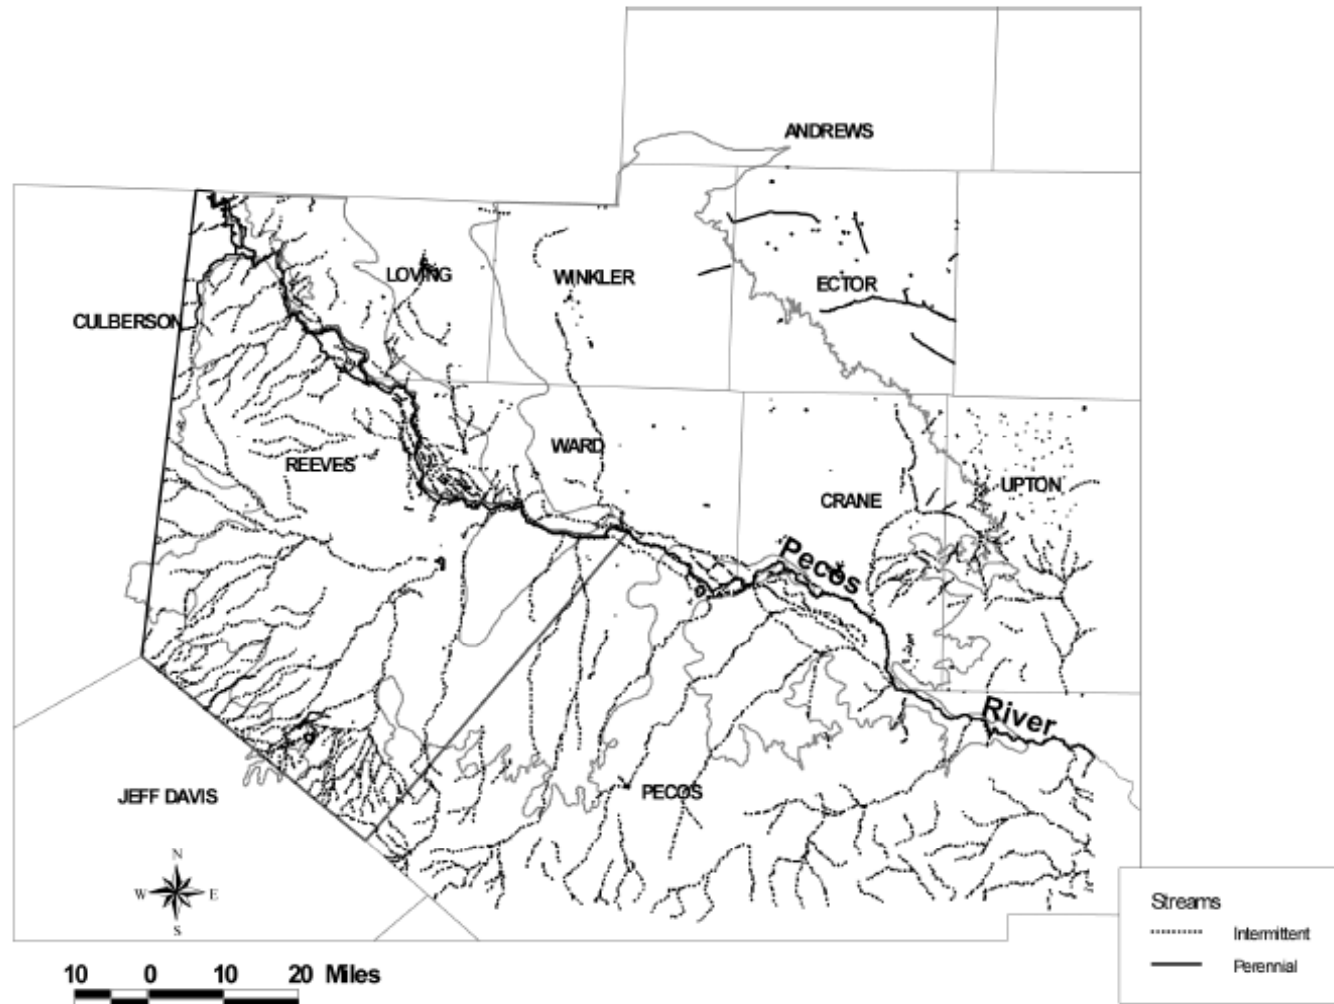 ANDREWS
LOVING
WINKLER
ECTOR
CULBERSON
WARD
REEVES
CRANE
UPTON
Pecos
River
JEFF DAVIS
PECOS
N
W E
S
Streams
Intermittent
Perennial
10 0 10 20 Miles